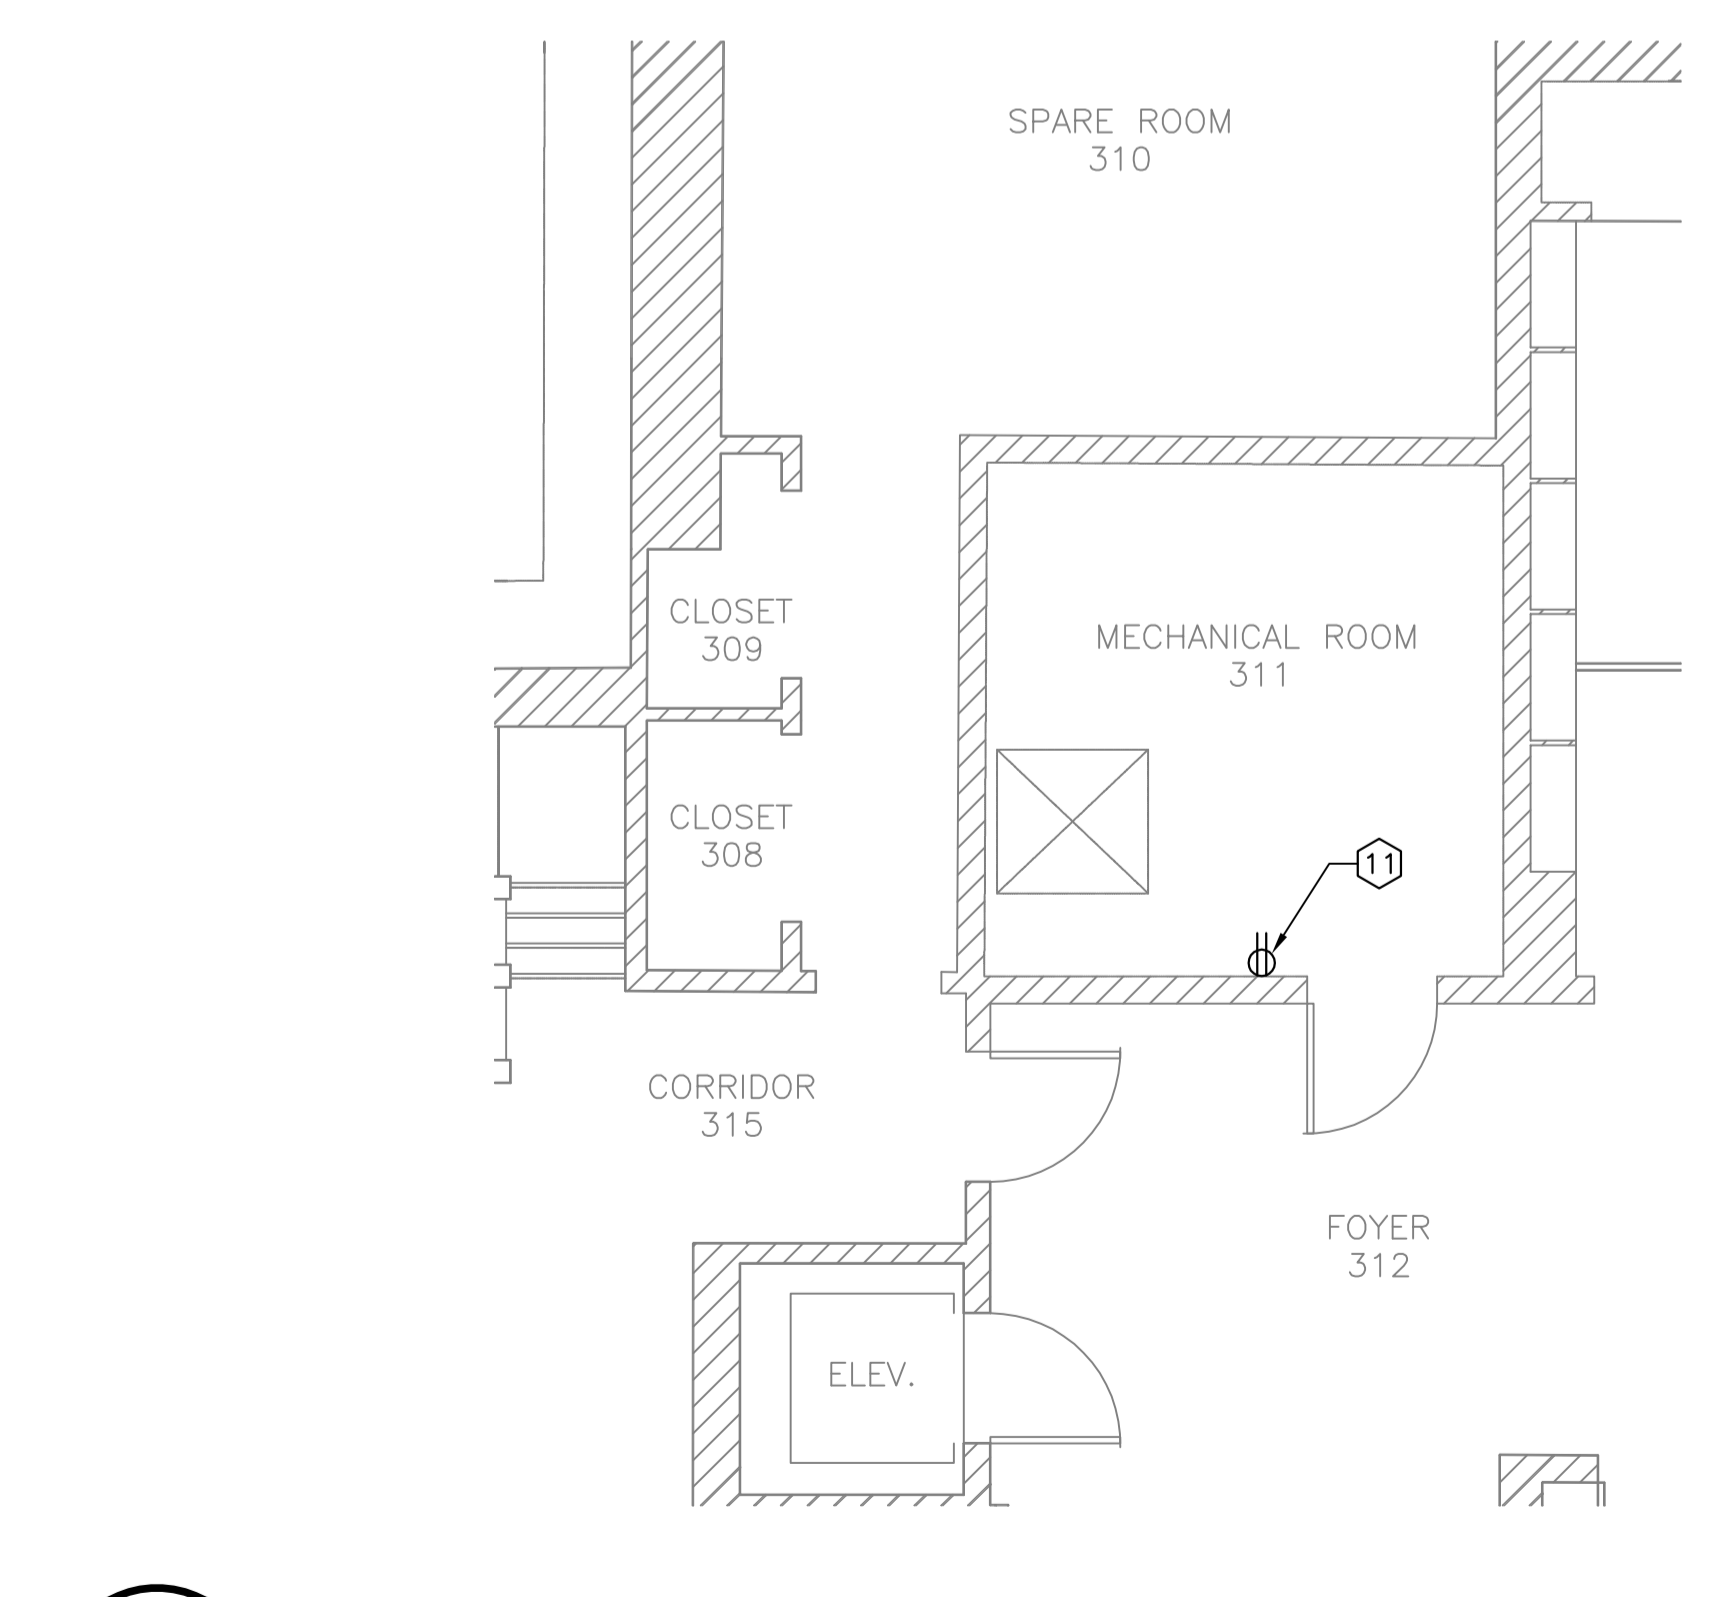 SPARE ROOM
310
CLOSET
309
MECHANICAL ROOM
311
CLOSET
308
11
CORRIDOR
315
FOYER
312
ELEV.